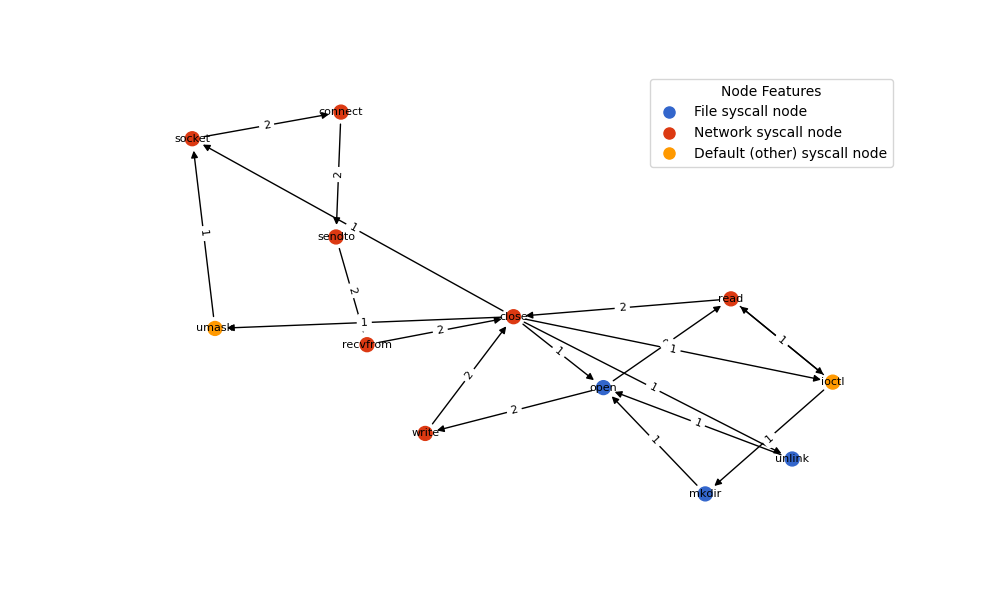 Node Features
File syscall node
Network syscall node
Default (other) syscall node
connect
2
socket
2
1
1
sendto
2
read
2
close
1
umask
2
recvfrom
1
1
1
2
ioctl
open
1
2
1
write
1
1
unlink
mkdir